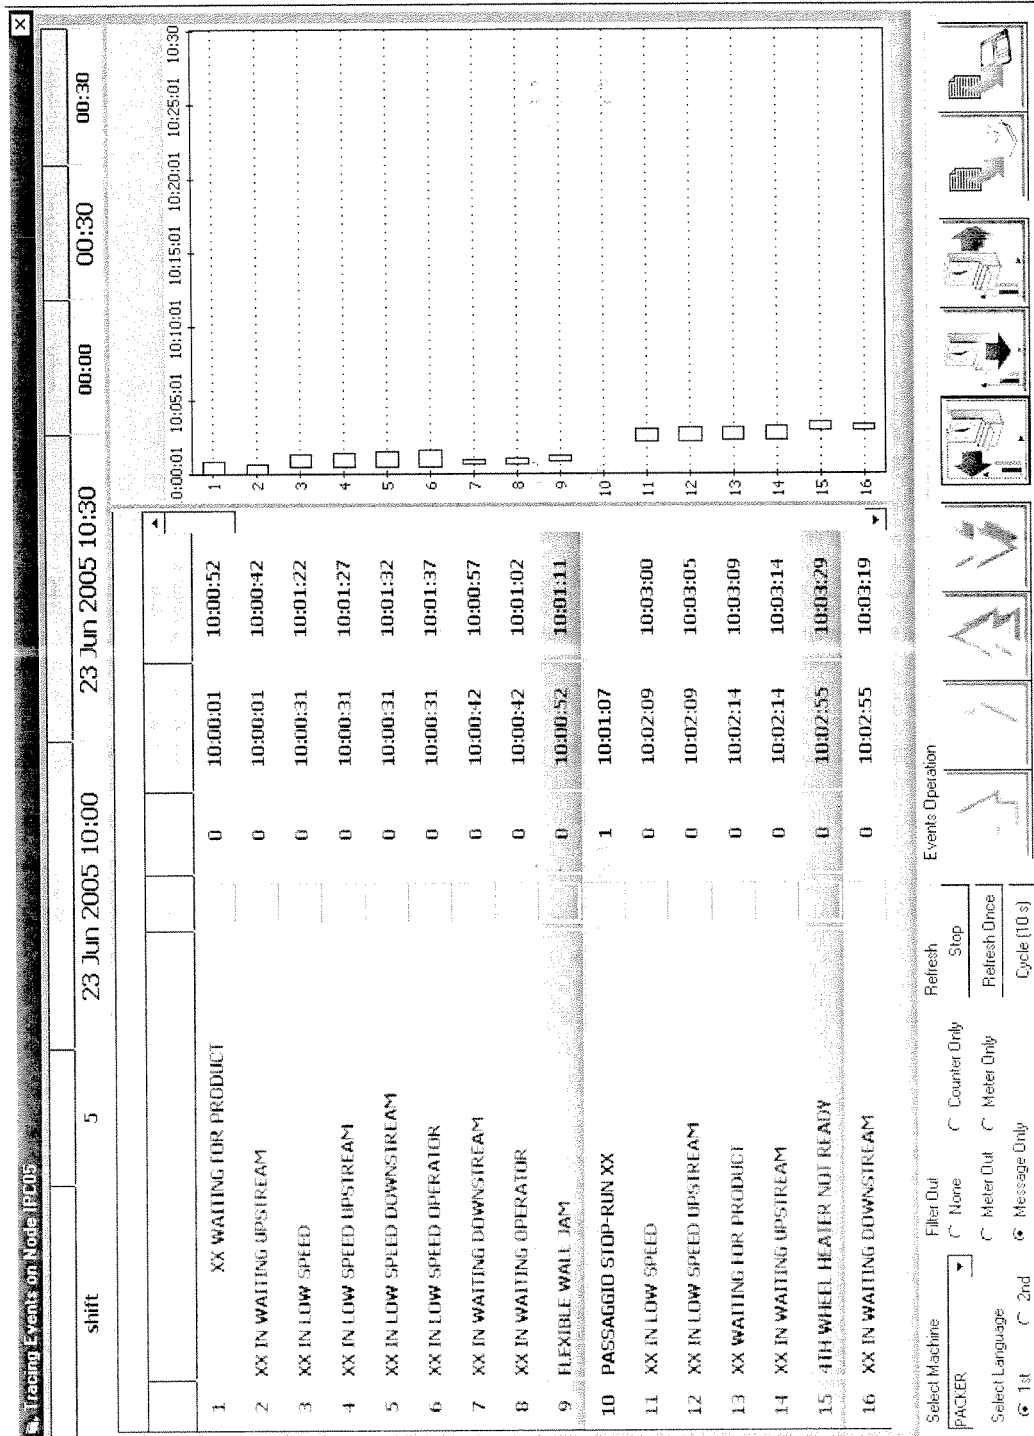 Tracing Events on Node IPC05
shift 5 23 Jun 2005 10:00 23 Jun 2005 10:30 00:00 00:30 00:30
1 XX WAITING FOR PRODUCT 0 10:00:01 10:00:52
2 XX IN WAITING UPSTREAM 0 10:00:01 10:00:42
3 XX IN LOW SPEED 0 10:00:31 10:01:22
4 XX IN LOW SPEED UPSTREAM 0 10:00:31 10:01:27
5 XX IN LOW SPEED DOWNSTREAM 0 10:00:31 10:01:32
6 XX IN LOW SPEED OPERATOR 0 10:00:31 10:01:37
7 XX IN WAITING DOWNSTREAM 0 10:00:42 10:00:57
8 XX IN WAITING OPERATOR 0 10:00:42 10:01:02
9 FLEXIBLE WALL JAM 0 10:00:52 10:01:11
10 PASSAGGIO STOP-RUN XX 1 10:01:07
11 XX IN LOW SPEED 0 10:02:09 10:03:00
12 XX IN LOW SPEED UPSTREAM 0 10:02:09 10:03:05
13 XX WAITING FOR PRODUCT 0 10:02:14 10:03:09
14 XX IN WAITING UPSTREAM 0 10:02:14 10:03:14
15 4TH WHEEL HEATER NOT READY 0 10:02:55 10:03:29
16 XX IN WAITING DOWNSTREAM 0 10:02:55 10:03:19
0:00:01 10:05:01 10:10:01 10:15:01 10:20:01 10:25:01 10:30
1
2
3
4
5
6
7
8
9
10
11
12
13
14
15
16
Select Machine
PACKER
Select Language
1st 2nd
Filter Out
None Counter Only
Meter Out Meter Only
Message Only
Refresh
Stop
Refresh Once
Cycle (10 s)
Events Operation